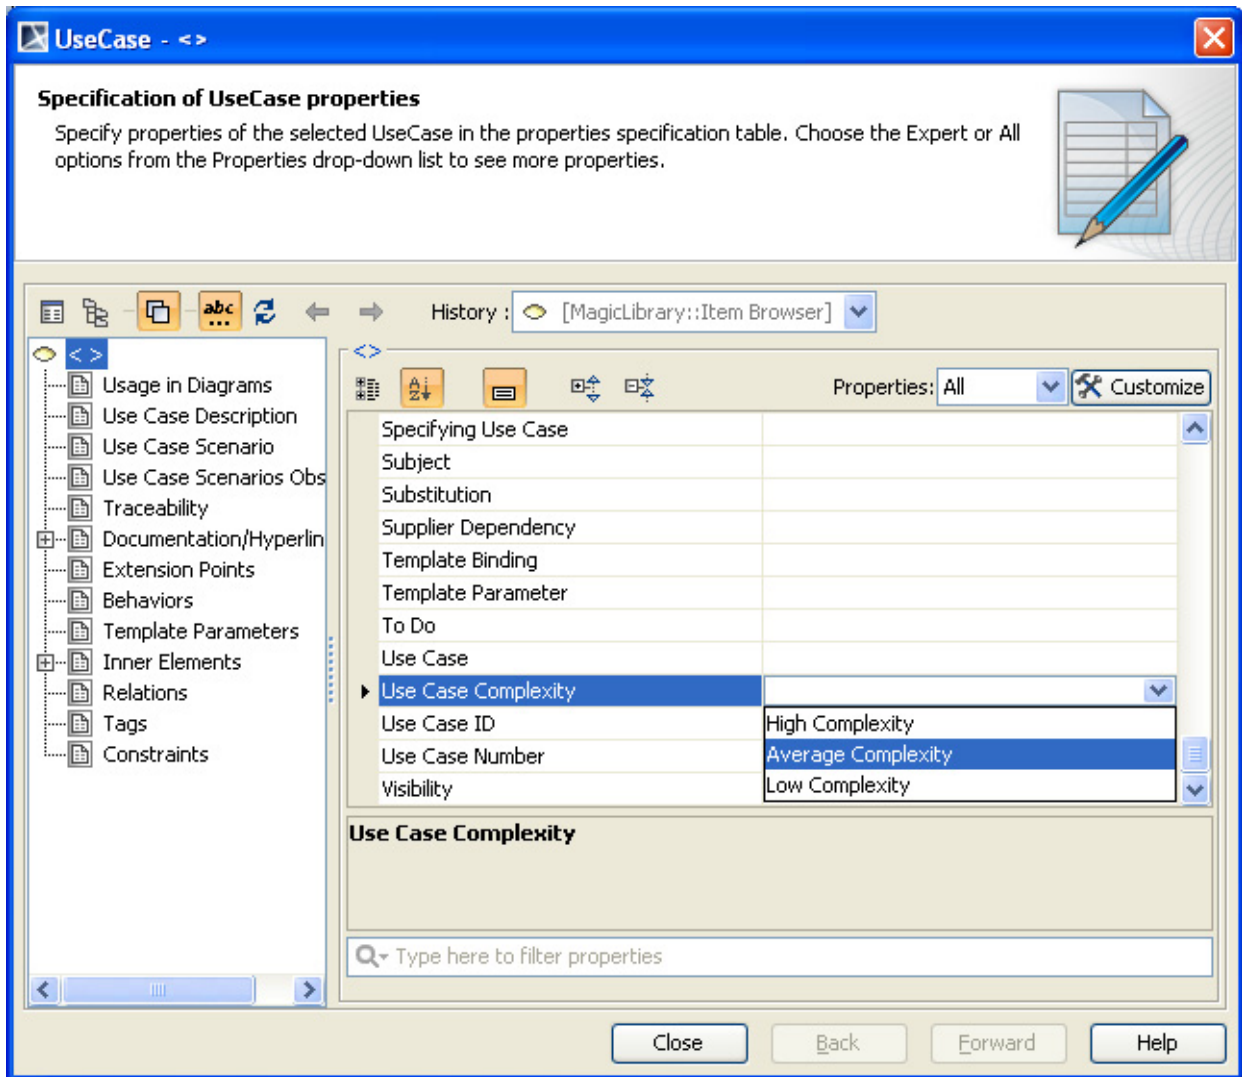 UseCase - <>
Specification of UseCase properties
Specify properties of the selected UseCase in the properties specification table. Choose the Expert or All
options from the Properties drop-down list to see more properties.
abc
History :
[MagicLibrary::Item Browser]
< >
Usage in Diagrams
Use Case Description
Use Case Scenario
Use Case Scenarios Obs
Traceability
Documentation/Hyperlin
Extension Points
Behaviors
Template Parameters
Inner Elements
Relations
Tags
Constraints
<>
Properties: All
Customize
Specifying Use Case
Subject
Substitution
Supplier Dependency
Template Binding
Template Parameter
To Do
Use Case
Use Case Complexity
Use Case ID
Use Case Number
Visibility
High Complexity
Average Complexity
Low Complexity
Use Case Complexity
Type here to filter properties
Close
Back
Forward
Help